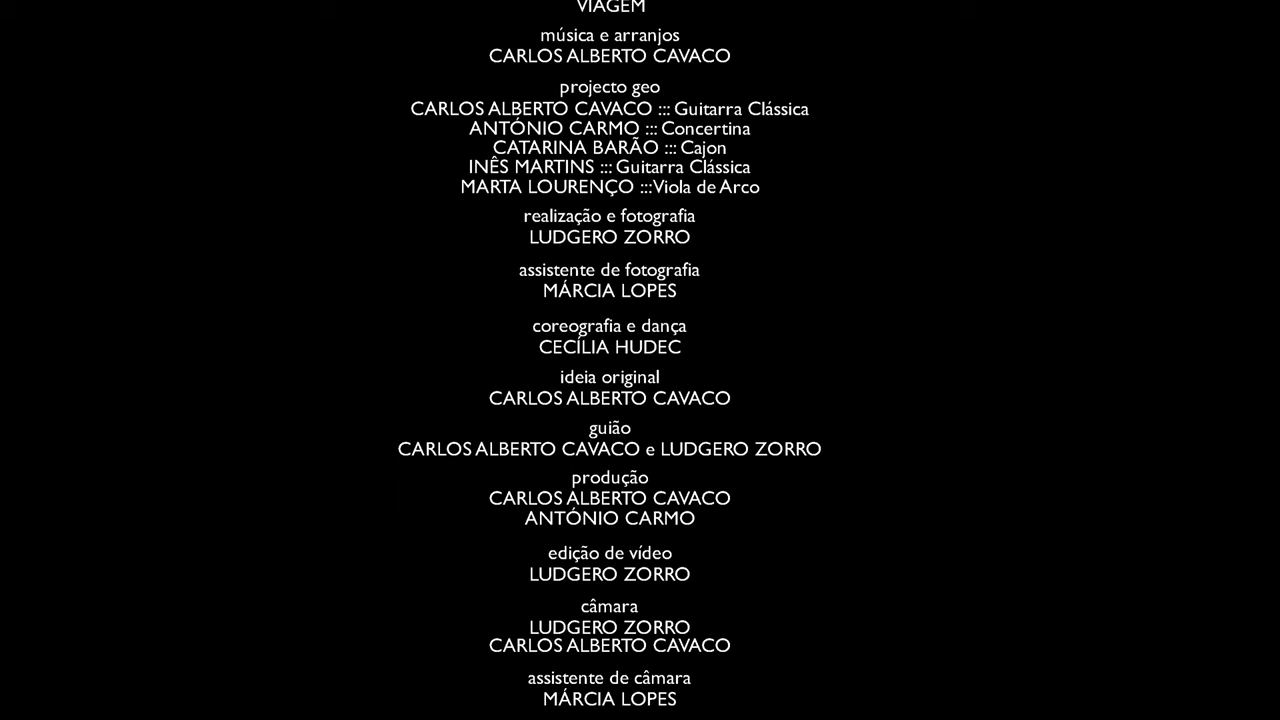 VIAGEM
música e arranjos
CARLOS ALBERTO CAVACO
projecto geo
CARLOS ALBERTO CAVACO ::: Guitarra Clássica
ANTÓNIO CARMO ::: Concertina
CATARINA BARÃO ::: Cajon
INÊS MARTINS ::: Guitarra Clássica
MARTA LOURENÇO :::Viola de Arco
realização e fotografia
LUDGERO ZORRO
assistente de fotografia
MÁRCIA LOPES
coreografia e dança
CECÍLIA HUDEC
ideia original
CARLOS ALBERTO CAVACO
guião
CARLOS ALBERTO CAVACO e LUDGERO ZORRO
produção
CARLOS ALBERTO CAVACO
ANTÓNIO CARMO
edição de vídeo
LUDGERO ZORRO
câmara
LUDGERO ZORRO
CARLOS ALBERTO CAVACO
assistente de câmara
MÁRCIA LOPES